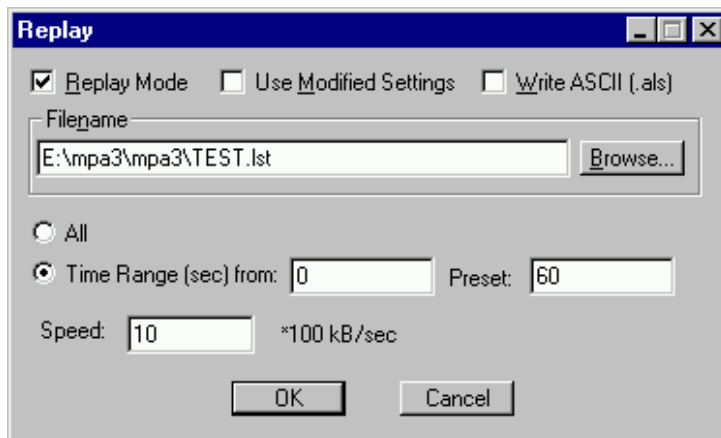 Replay
Replay Mode Use Modified Settings Write ASCII (.als)
Filename
E:\mpa3\mpa3\TEST.lst Browse...
All
Time Range (sec) from: 0 Preset: 60
Speed: 10 *100 kB/sec
OK Cancel